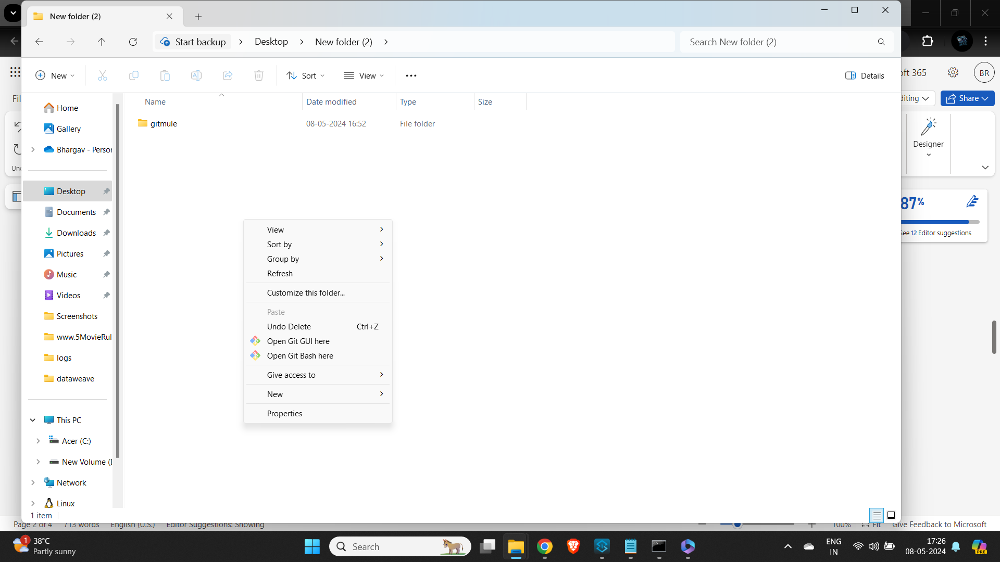 New folder (2)
Start backup
Desktop
New folder (2)
Search New folder (2)
New
Sort
View
Details
oft 365
BR
Fil
diting
Share
Name
Date modified
Type
Size
gitmule
08-05-2024 16:52
File folder
Home
Gallery
Bhargav - Persor
Desktop
Documents
Downloads
Pictures
Music
Videos
Screenshots
www.5MovieRul
logs
dataweave
This PC
Acer (C:)
New Volume (
Network
Linux
1 item
View
Sort by
Group by
Refresh
Customize this folder...
Paste
Undo Delete Ctrl+Z
Open Git GUI here
Open Git Bash here
Give access to
New
Properties
Designer
Und
87%
See 12 Editor suggestions
Page 2 of 4
713 words
English (U.S.)
Editor Suggestions: Showing
100%
Fit
Give Feedback to Microsoft
1
38°C
Partly sunny
Search
ENG
IN
17:26
08-05-2024
PRE